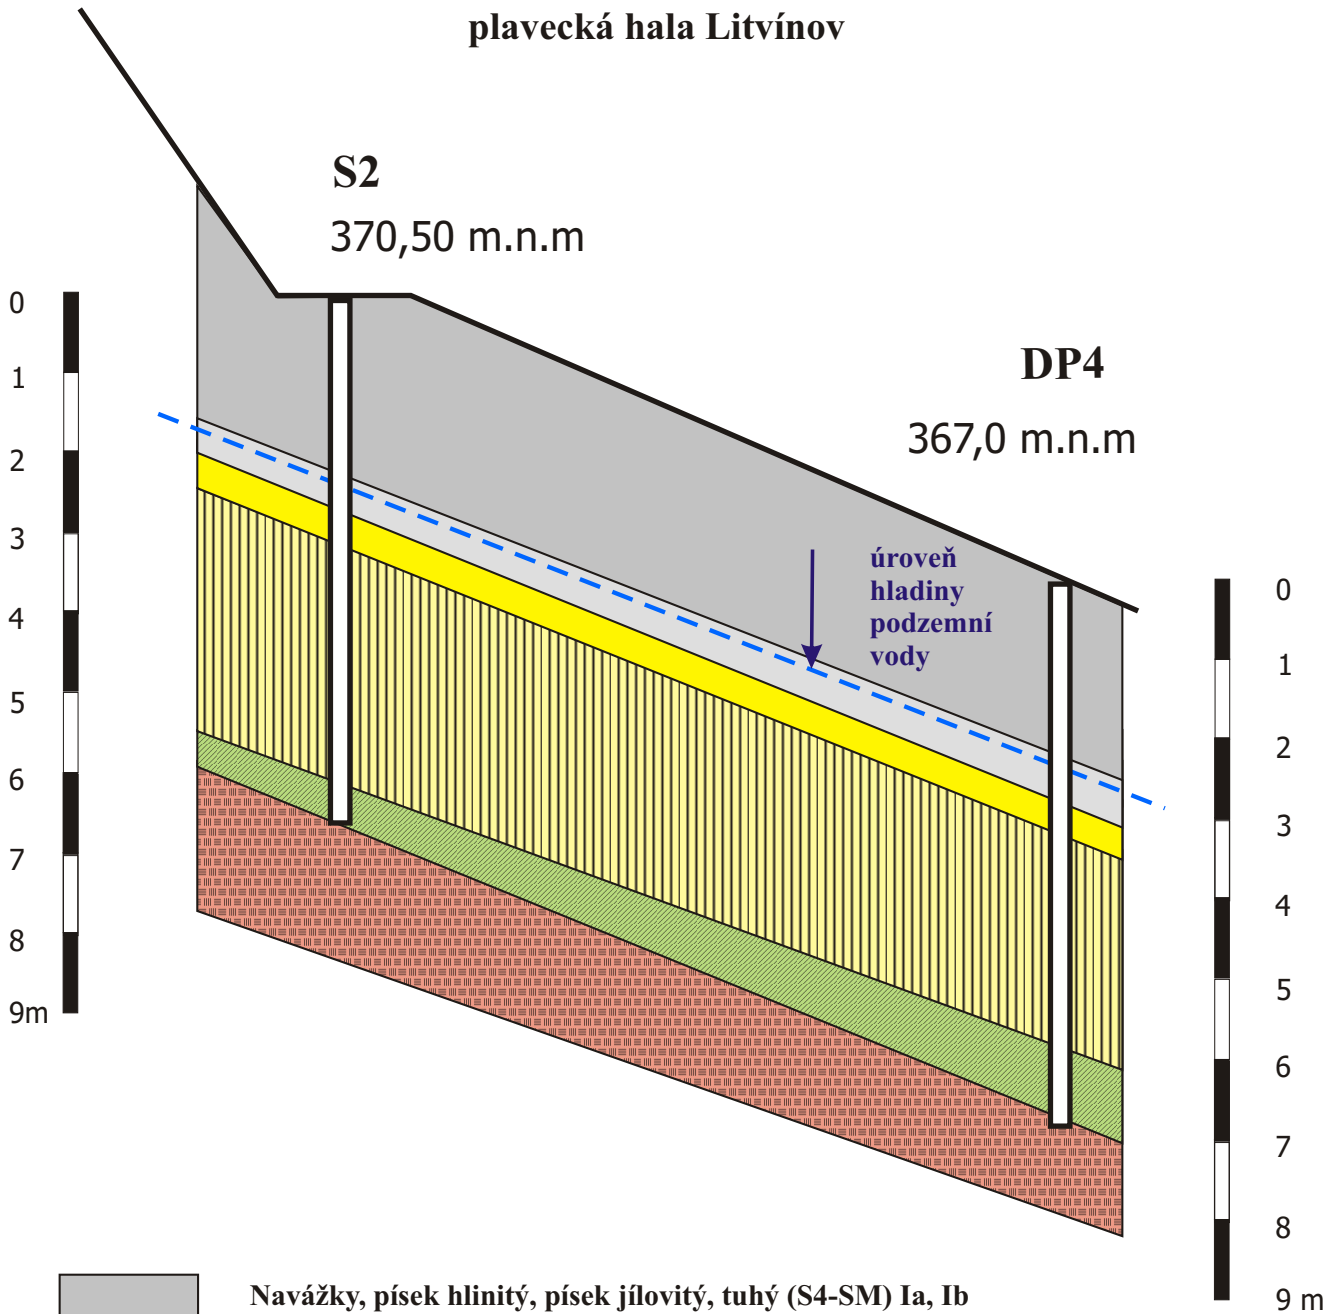 plavecká hala Litvínov
S2
370,50 m.n.m
DP4
367,0 m.n.m
0
1
2
3
4
5
6
7
8
9m
úroveň
hladiny
podzemní
vody
0
1
2
3
4
5
6
7
8
9 m
Navážky, písek hlinitý, písek jílovitý, tuhý (S4-SM) Ia, Ib